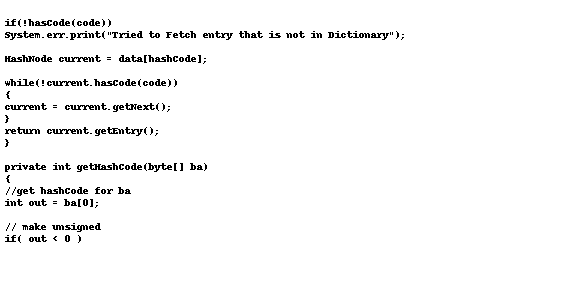 if(!hasCode(code))
System.err.print("Tried to Fetch entry that is not in Dictionary");
HashNode current = data[hashCode];
while(!current.hasCode(code))
{
current = current.getNext();
}
return current.getEntry();
}
private int getHashCode(byte[] ba)
{
//get hashCode for ba
int out = ba[0];
// make unsigned
if( out < 0 )